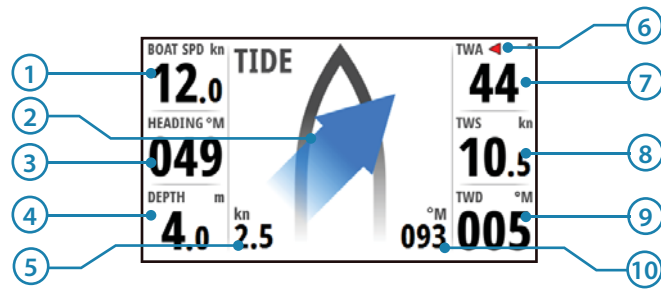 BOAT SPD kn
12.0
HEADING °M
049
DEPTH m
4.0
TIDE
kn
2.5
°M
093
TWA °
44
TWS kn
10.5
TWD °M
005
1
2
3
4
5
6
7
8
9
10